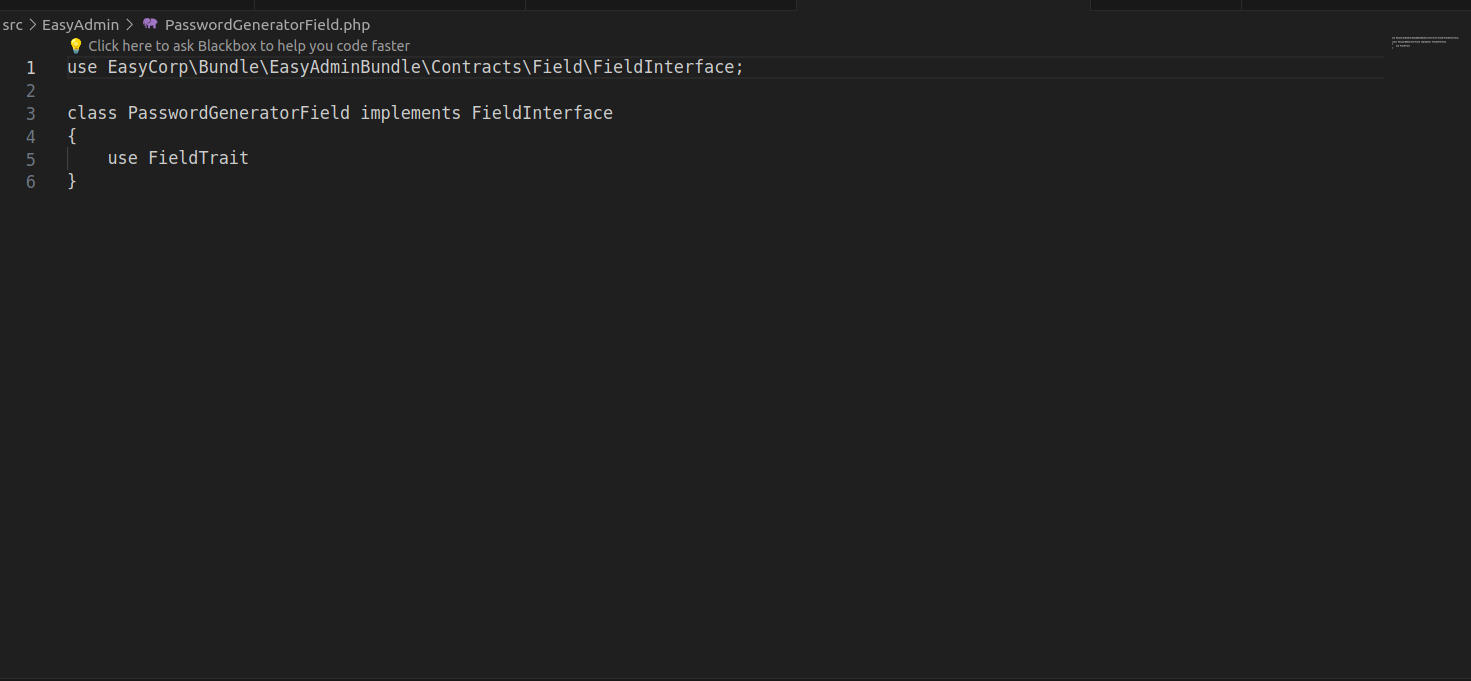 src > EasyAdmin > PasswordGeneratorField.php
💡 Click here to ask Blackbox to help you code faster
1 use EasyCorp\Bundle\EasyAdminBundle\Contracts\Field\FieldInterface;
2
3 class PasswordGeneratorField implements FieldInterface
4 {
5     use FieldTrait
6 }